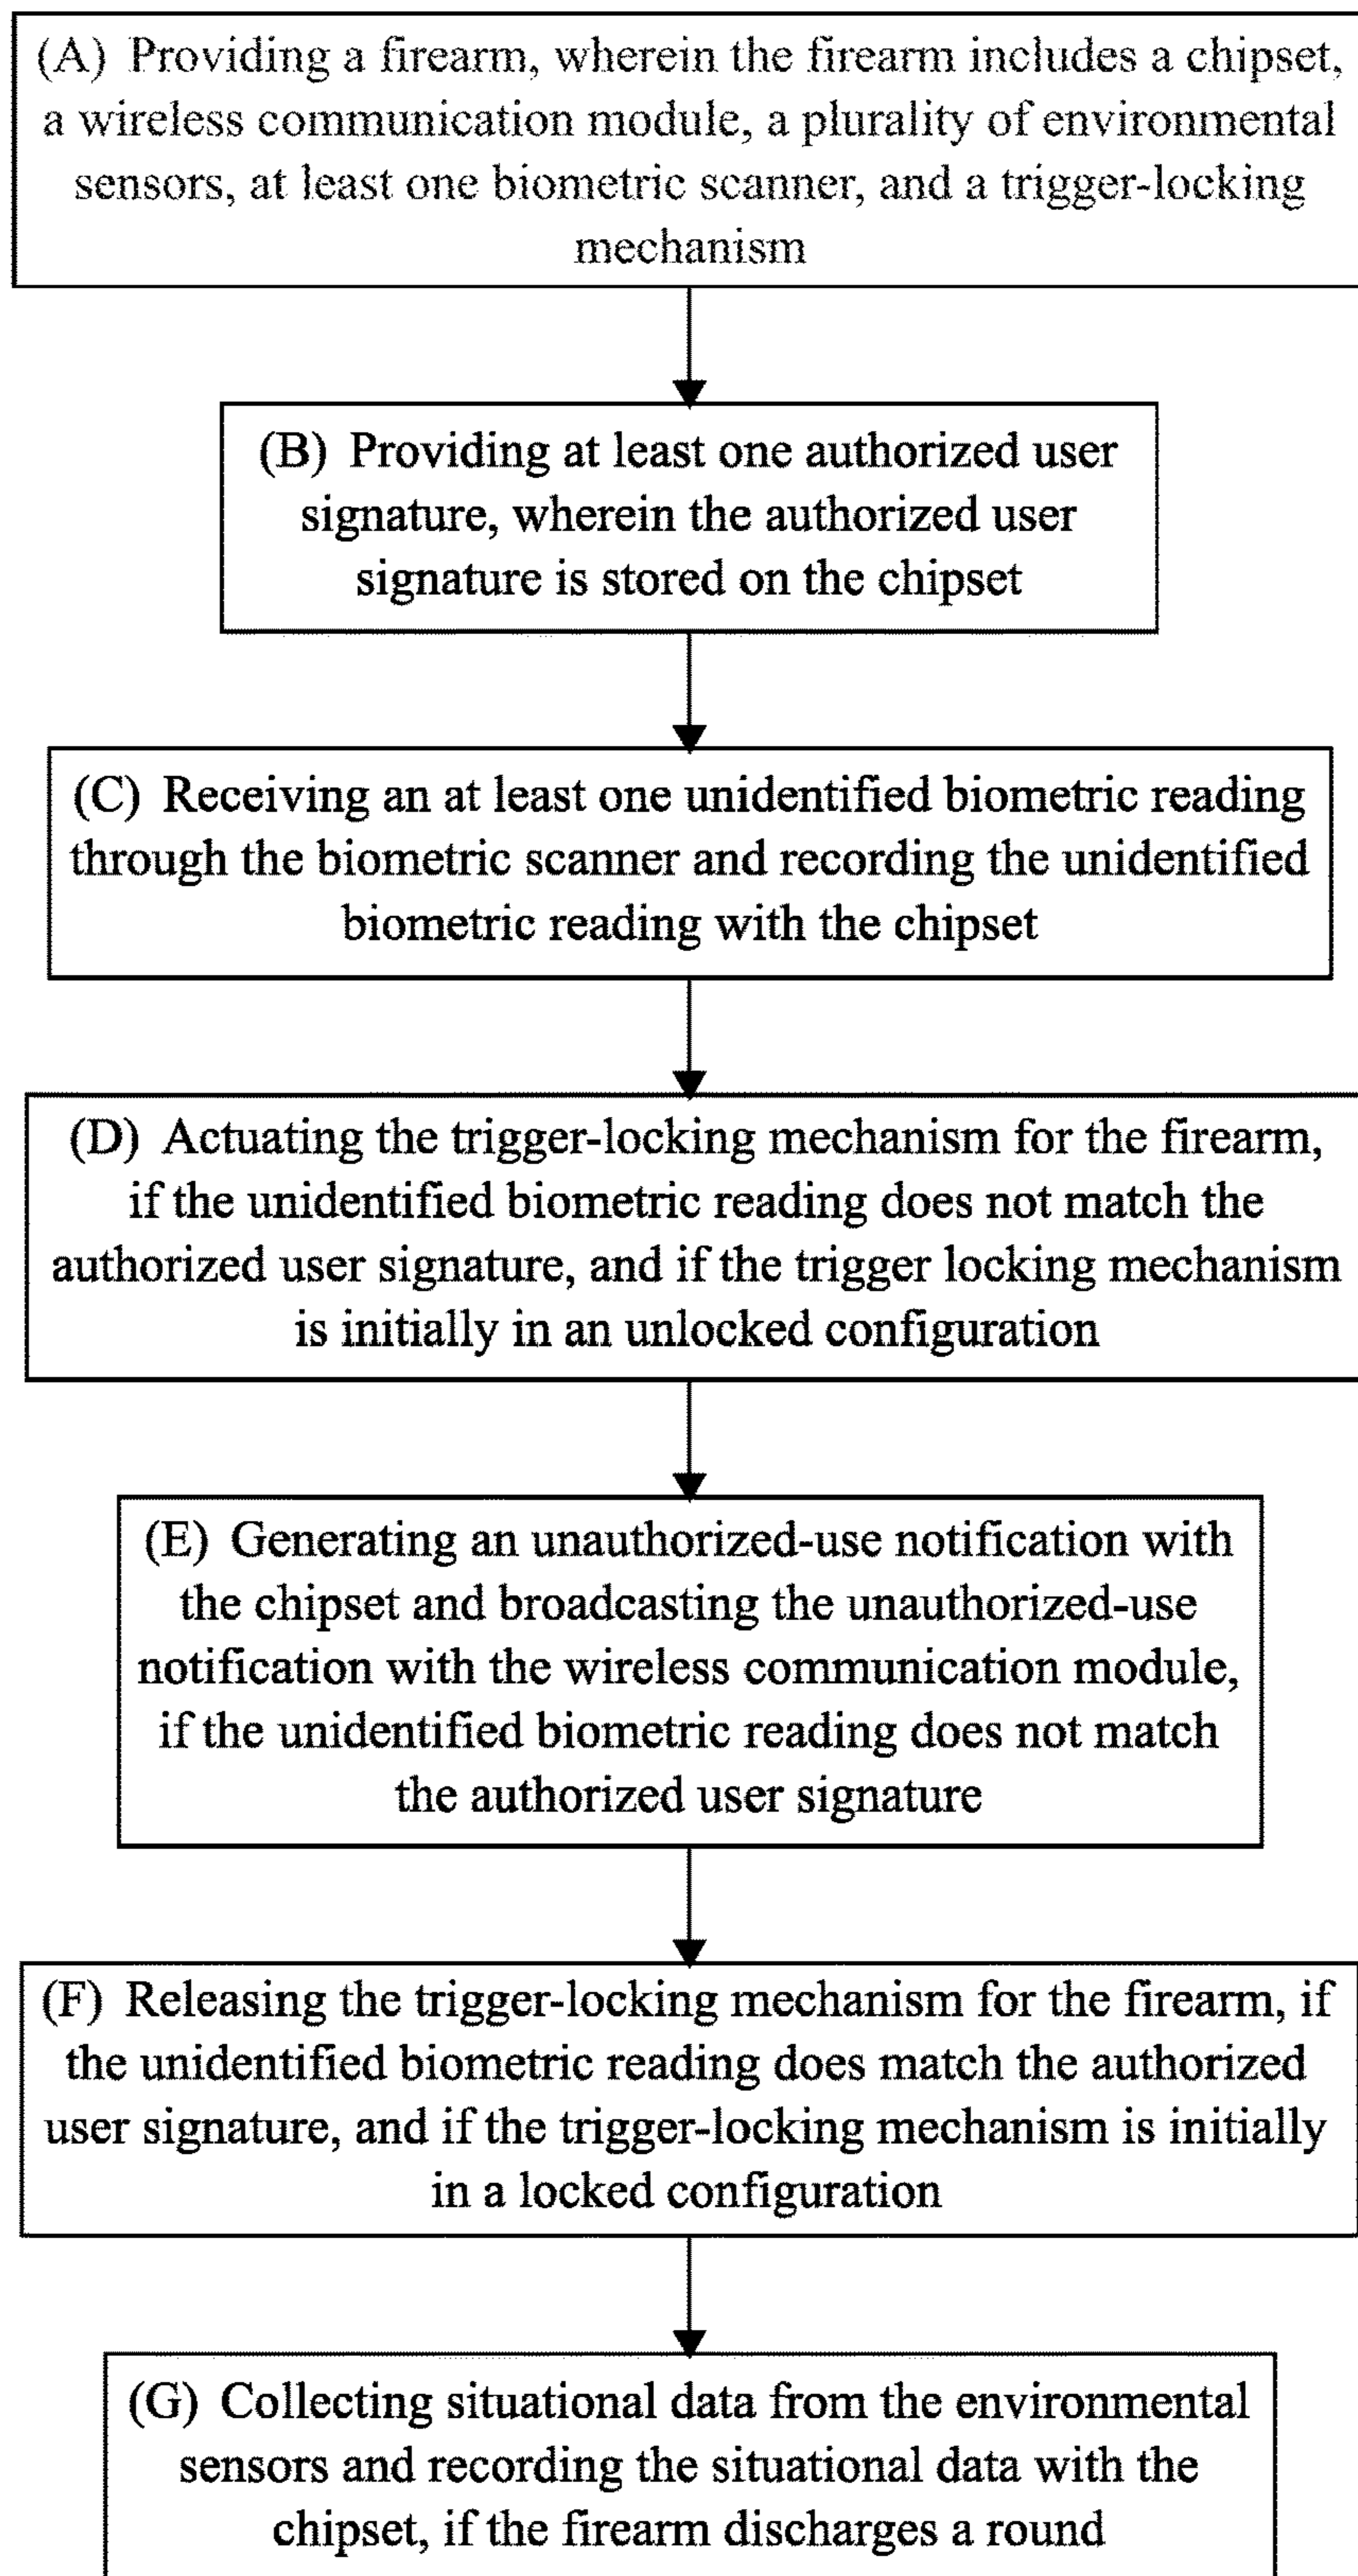 (A) Providing a firearm, wherein the firearm includes a chipset,
a wireless communication module, a plurality of environmental
sensors, at least one biometric scanner, and a trigger-locking
mechanism
(B) Providing at least one authorized user
signature, wherein the authorized user
signature is stored on the chipset
(C) Receiving an at least one unidentified biometric reading
through the biometric scanner and recording the unidentified
biometric reading with the chipset
(D) Actuating the trigger-locking mechanism for the firearm,
if the unidentified biometric reading does not match the
authorized user signature, and if the trigger locking mechanism
is initially in an unlocked configuration
(E) Generating an unauthorized-use notification with
the chipset and broadcasting the unauthorized-use
notification with the wireless communication module,
if the unidentified biometric reading does not match
the authorized user signature
(F) Releasing the trigger-locking mechanism for the firearm, if
the unidentified biometric reading does match the authorized
user signature, and if the trigger-locking mechanism is initially
in a locked configuration
(G) Collecting situational data from the environmental
sensors and recording the situational data with the
chipset, if the firearm discharges a round